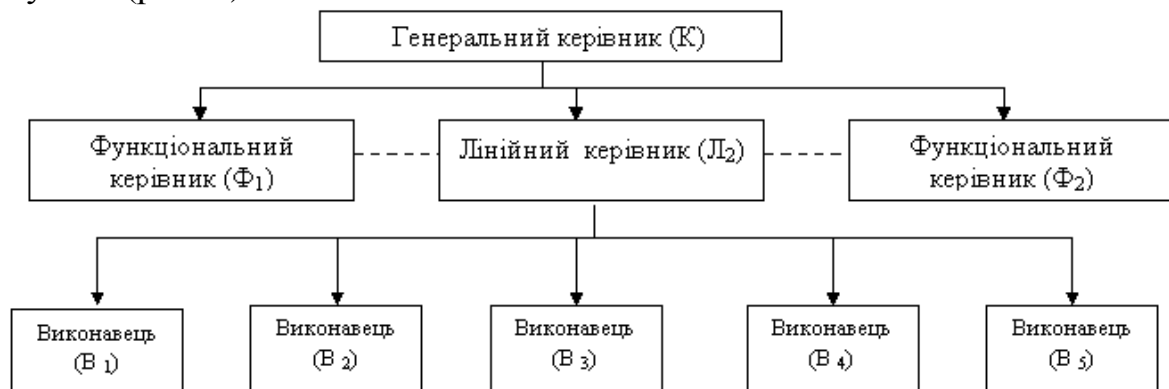 Генеральний керівник (К)
Функціональний
керівник (Ф1)
Лінійний керівник (Л2)
Функціональний
керівник (Ф2)
Виконавець
(В 1)
Виконавець
(В 2)
Виконавець
(В 3)
Виконавець
(В 4)
Виконавець
(В 5)